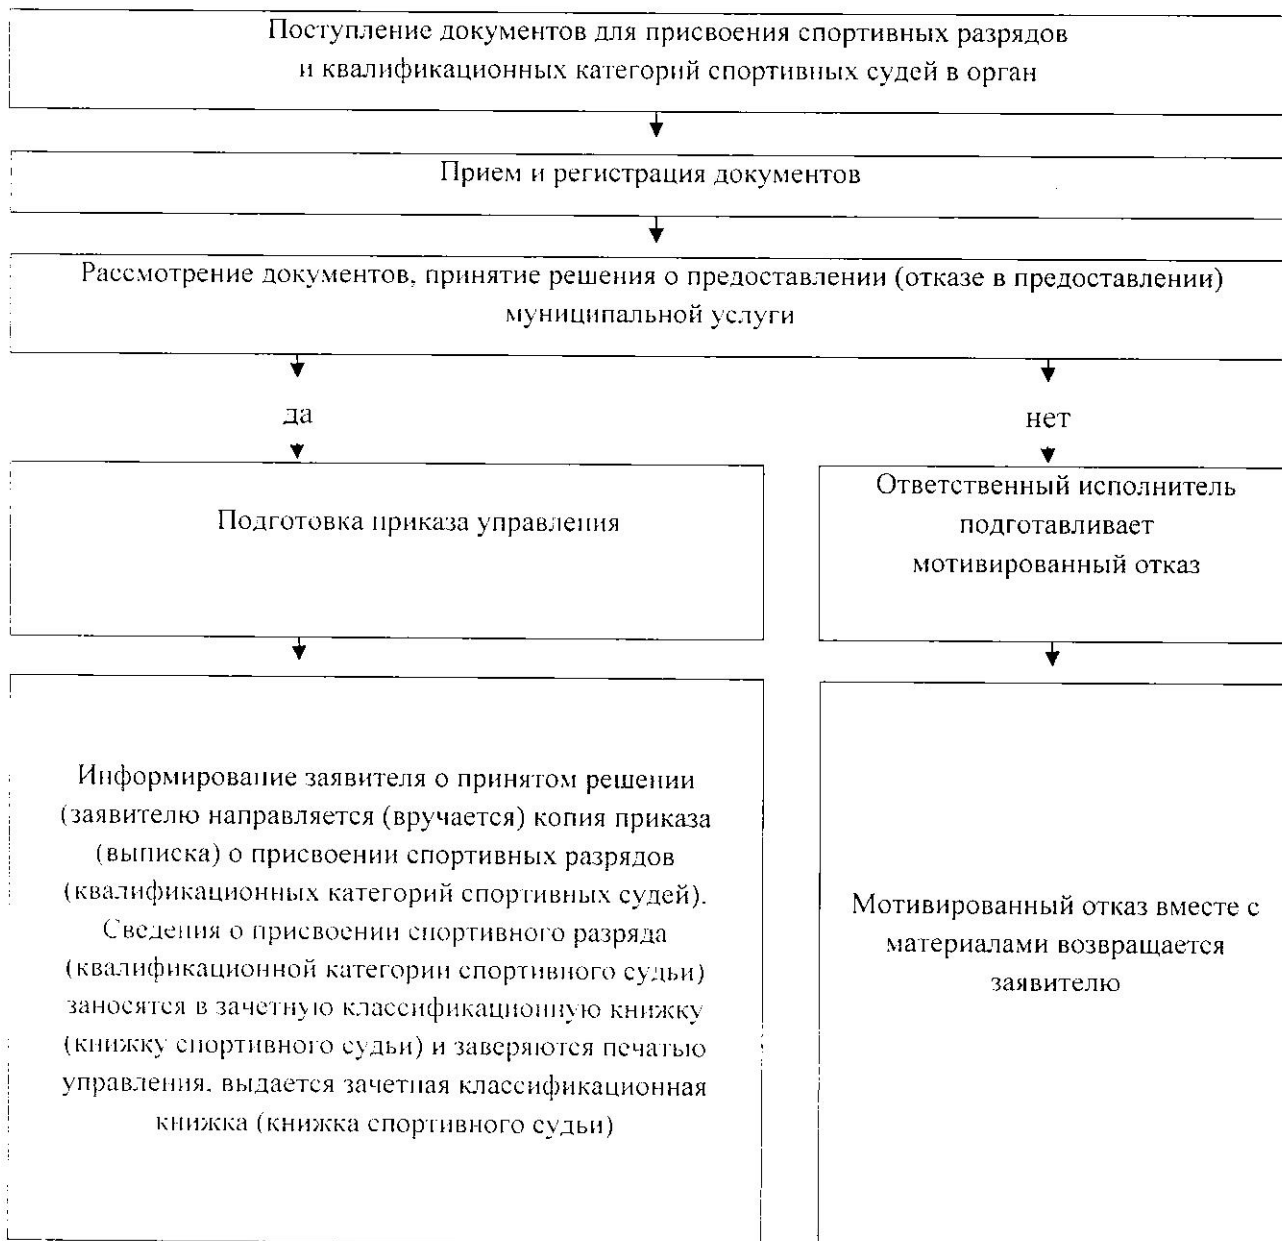 Поступление документов для присвоения спортивных разрядов
и квалификационных категорий спортивных судей в орган
Прием и регистрация документов
Рассмотрение документов, принятие решения о предоставлении (отказе в предоставлении)
муниципальной услуги
да
нет
Подготовка приказа управления
Ответственный исполнитель
подготавливает
мотивированный отказ
Информирование заявителя о принятом решении
(заявителю направляется (вручается) копия приказа
(выписка) о присвоении спортивных разрядов
(квалификационных категорий спортивных судей).
Сведения о присвоении спортивного разряда
(квалификационной категории спортивного судьи)
заносятся в зачетную классификационную книжку
(книжку спортивного судьи) и заверяются печатью
управления, выдается зачетная классификационная
книжка (книжка спортивного судьи)
Мотивированный отказ вместе с
материалами возвращается
заявителю